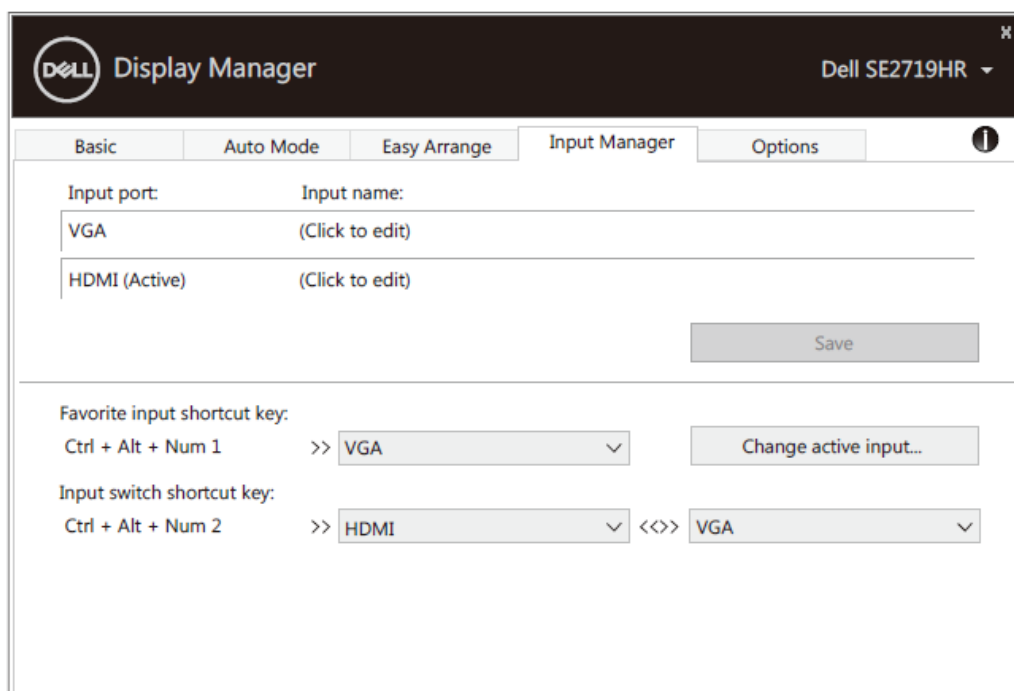 DELL Display Manager Dell SE2719HR
Basic Auto Mode Easy Arrange Input Manager Options
Input port: Input name:
VGA (Click to edit)
HDMI (Active) (Click to edit)
Save
Favorite input shortcut key:
Ctrl + Alt + Num 1 >> VGA Change active input...
Input switch shortcut key:
Ctrl + Alt + Num 2 >> HDMI <<>> VGA